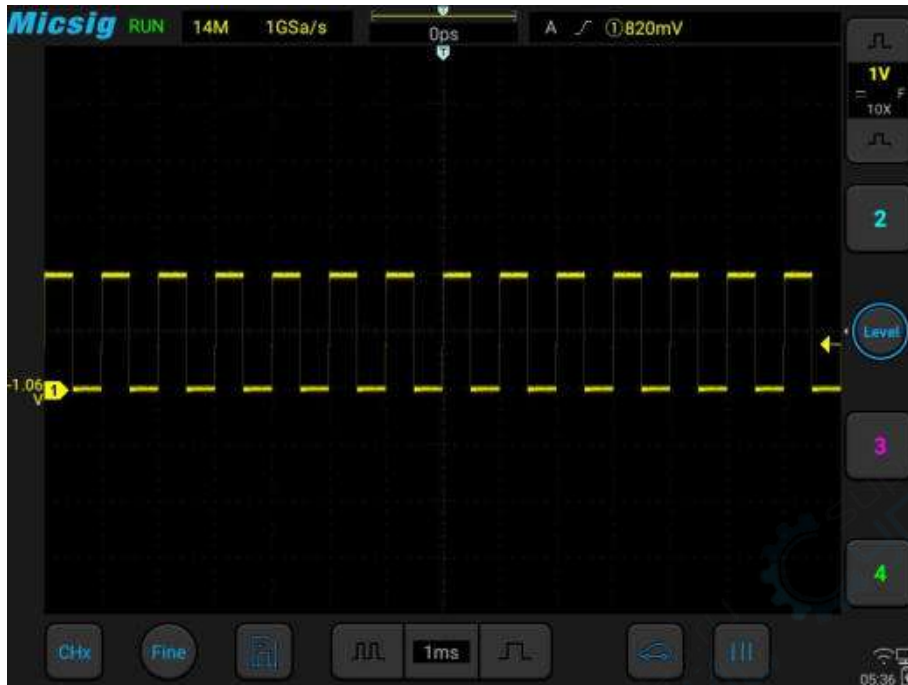 Micsig RUN 14M 1GSa/s 0ps A ①820mV
T
T
1V
F
10X
2
Level
-1.06
V
1
3
4
CHx Fine 1ms
05:36